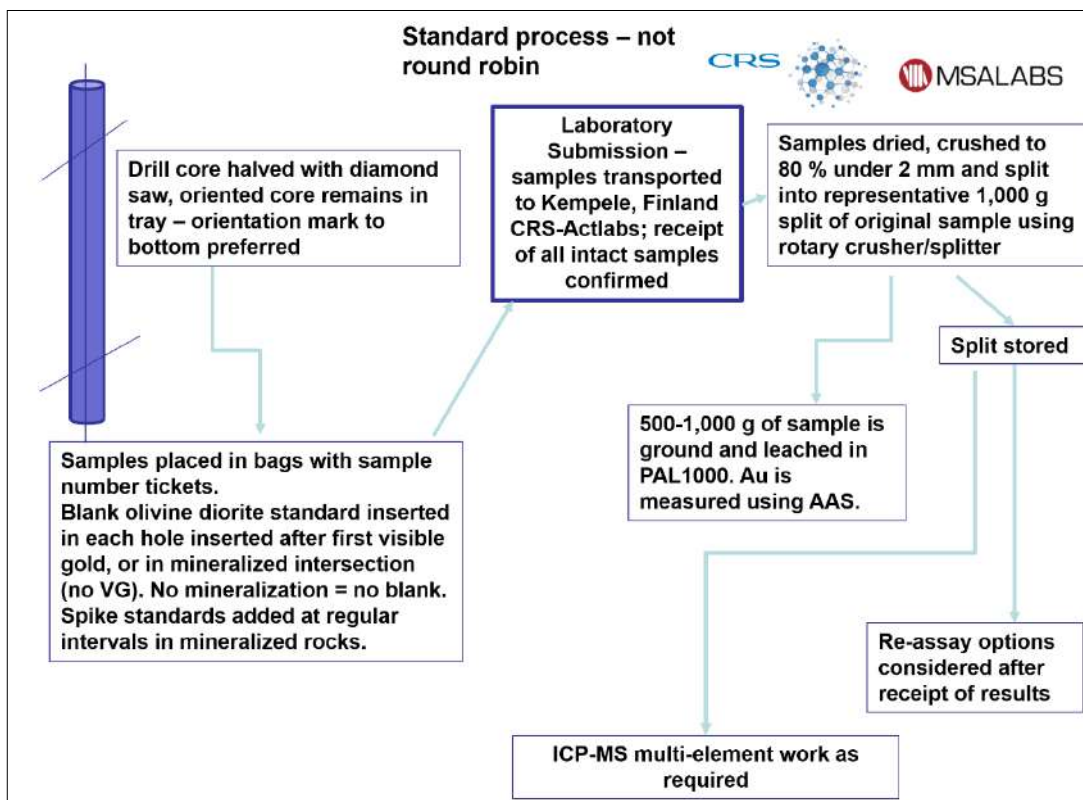 Standard process – not
round robin
CRS
MSALABS
Drill core halved with diamond
saw, oriented core remains in
tray – orientation mark to
bottom preferred
Laboratory
Submission –
samples transported
to Kempele, Finland
CRS-Actlabs; receipt
of all intact samples
confirmed
Samples dried, crushed to
80 % under 2 mm and split
into representative 1,000 g
split of original sample using
rotary crusher/splitter
Split stored
Samples placed in bags with sample
number tickets.
Blank olivine diorite standard inserted
in each hole inserted after first visible
gold, or in mineralized intersection
(no VG). No mineralization = no blank.
Spike standards added at regular
intervals in mineralized rocks.
500-1,000 g of sample is
ground and leached in
PAL1000. Au is
measured using AAS.
Re-assay options
considered after
receipt of results
ICP-MS multi-element work as
required